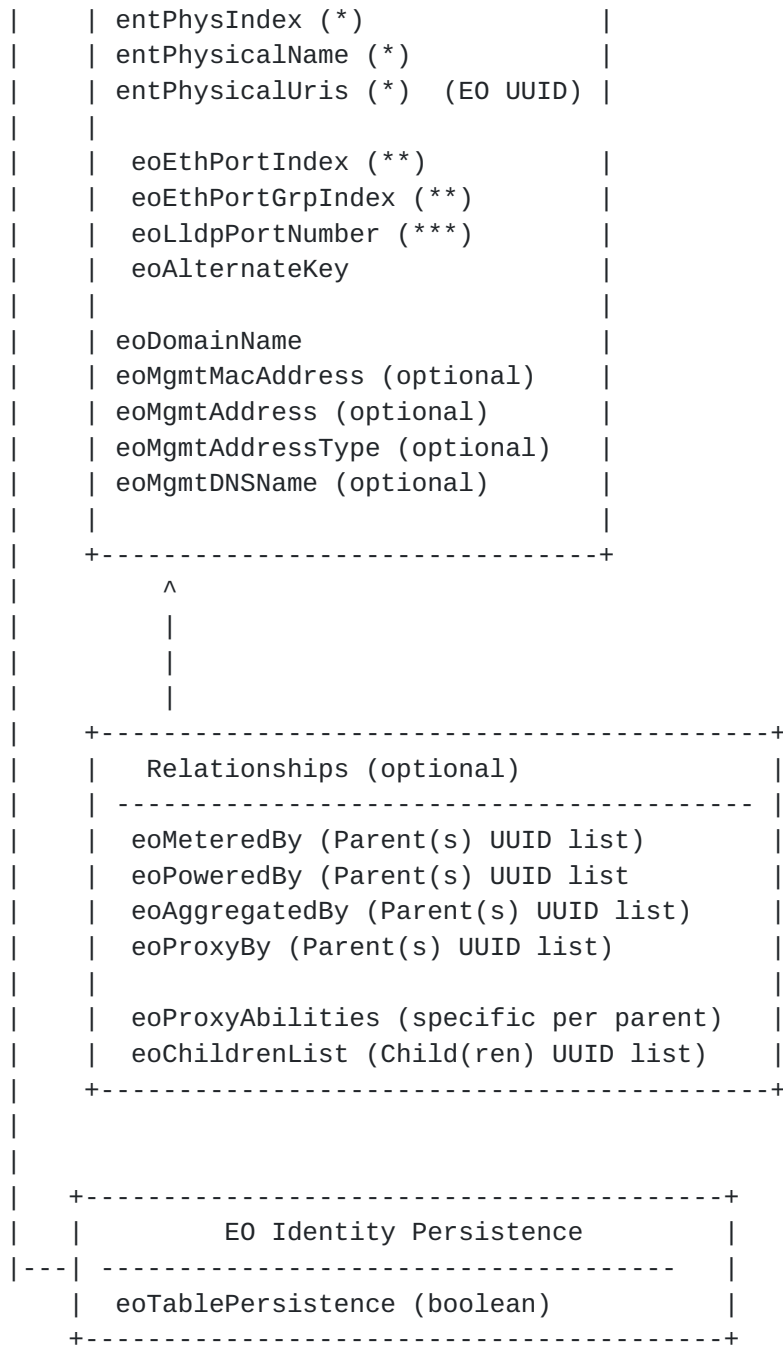 |    | entPhysIndex (*)               |
|    | entPhysicalName (*)            |
|    | entPhysicalUris (*)  (EO UUID) |
|    |
|    |  eoEthPortIndex (**)           |
|    |  eoEthPortGrpIndex (**)        |
|    |  eoLldpPortNumber (***)        |
|    |  eoAlternateKey                |
|    |                                |
|    | eoDomainName                   |
|    | eoMgmtMacAddress (optional)    |
|    | eoMgmtAddress (optional)       |
|    | eoMgmtAddressType (optional)   |
|    | eoMgmtDNSName (optional)       |
|    |                                |
|    +--------------------------------+
|         ^
|         |
|         |
|         |
|    +-------------------------------------------+
|    |   Relationships (optional)                |
|    | ----------------------------------------- |
|    |  eoMeteredBy (Parent(s) UUID list)        |
|    |  eoPoweredBy (Parent(s) UUID list         |
|    |  eoAggregatedBy (Parent(s) UUID list)     |
|    |  eoProxyBy (Parent(s) UUID list)          |
|    |                                           |
|    |  eoProxyAbilities (specific per parent)   |
|    |  eoChildrenList (Child(ren) UUID list)    |
|    +-------------------------------------------+
|
|
|   +-----------------------------------------+
|   |         EO Identity Persistence         |
|---| -------------------------------------   |
    |  eoTablePersistence (boolean)           |
    +-----------------------------------------+